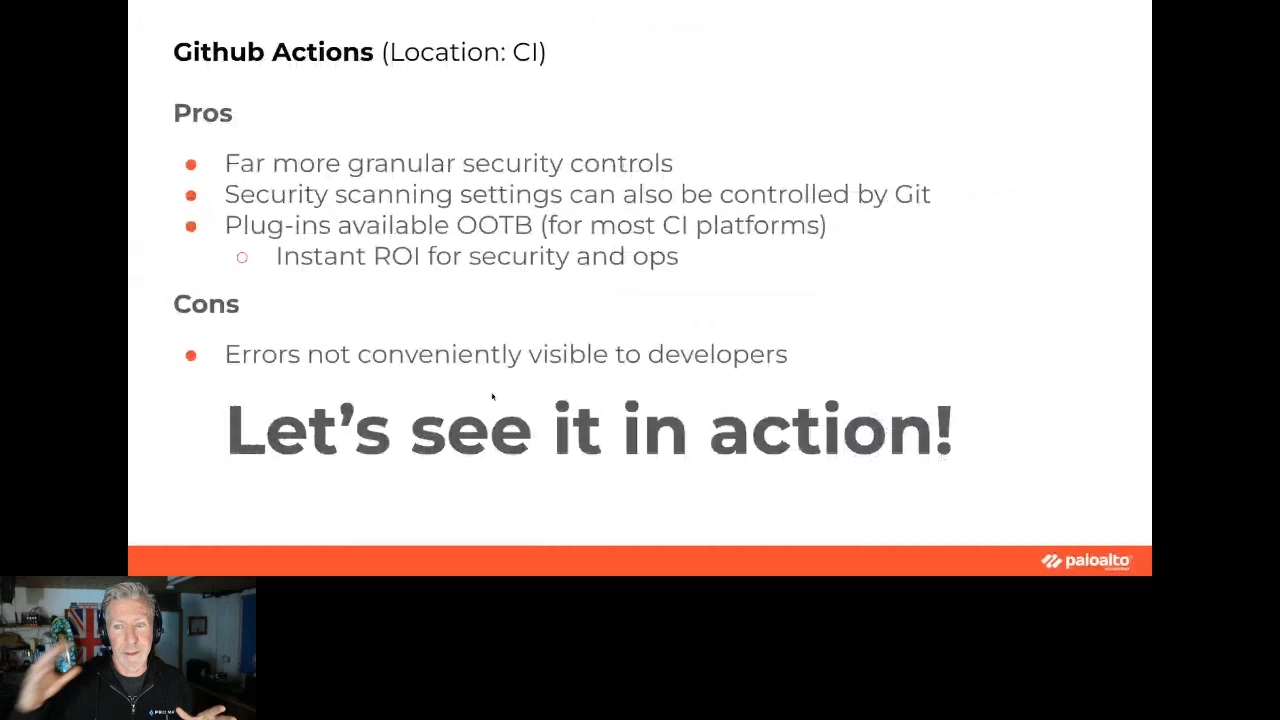 Github Actions (Location: CI)
Pros
Far more granular security controls
Security scanning settings can also be controlled by Git
Plug-ins available OOTB (for most CI platforms)
Instant ROI for security and ops
Cons
Errors not conveniently visible to developers
Let's see it in action!
paloalto